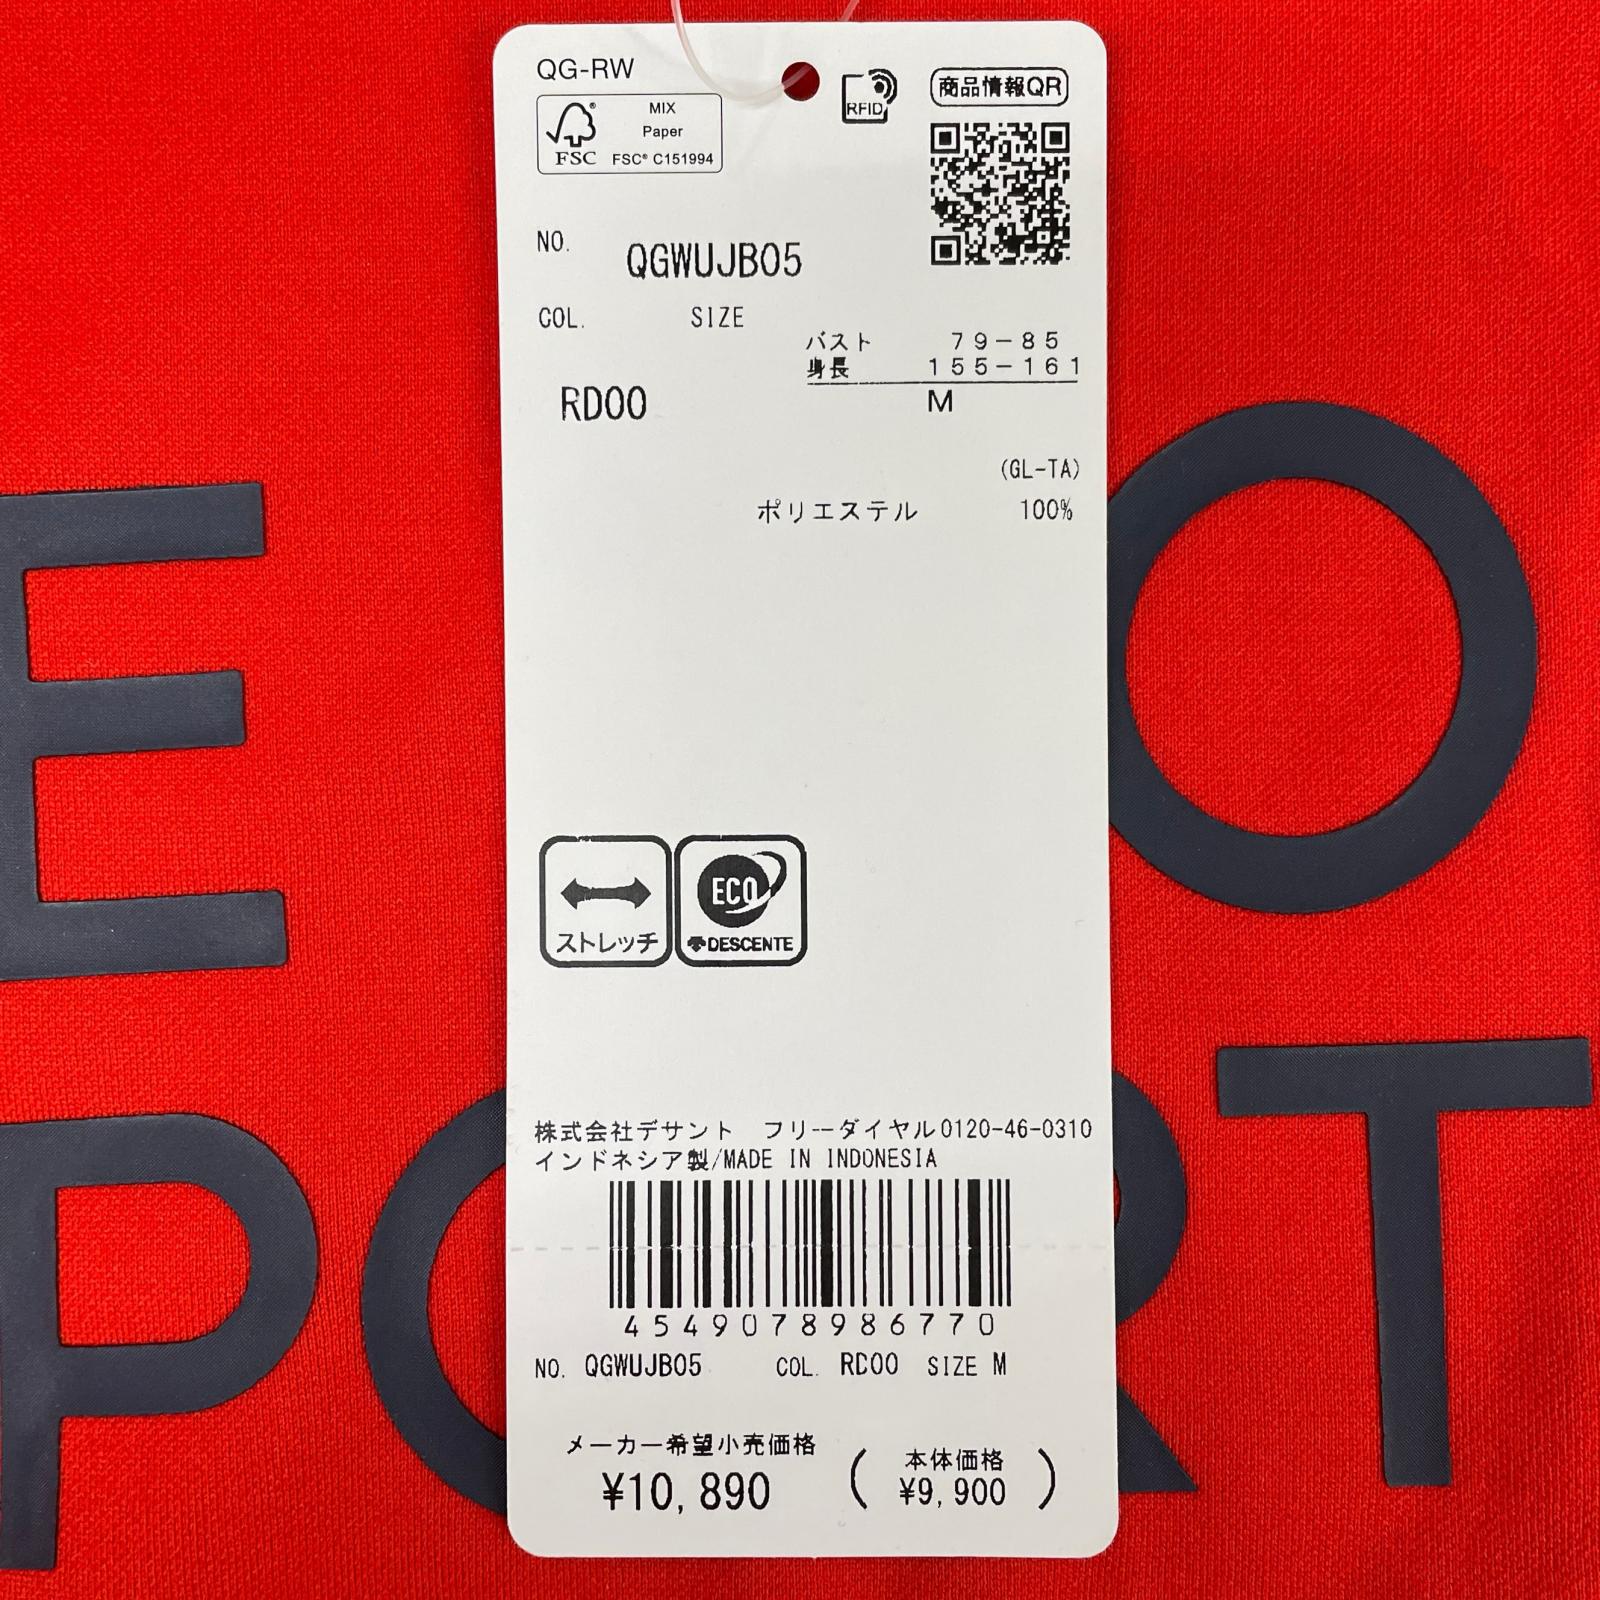 QG-RW
MIX
Paper
FSC
FSC® C151994
RFID
商品情報QR
NO. QGWUJB05
COL. SIZE
バスト 79-85
身長 155-161
RD00 M
(GL-TA)
ポリエステル 100%
ストレッチ
ECO
DESCENTE
株式会社デサント フリーダイヤル0120-46-0310
インドネシア製/MADE IN INDONESIA
4549078986770
NO. QGWUJB05 COL. RD00 SIZE M
メーカー希望小売価格
¥10,890
(本体価格
¥9,900)
E O
PORT